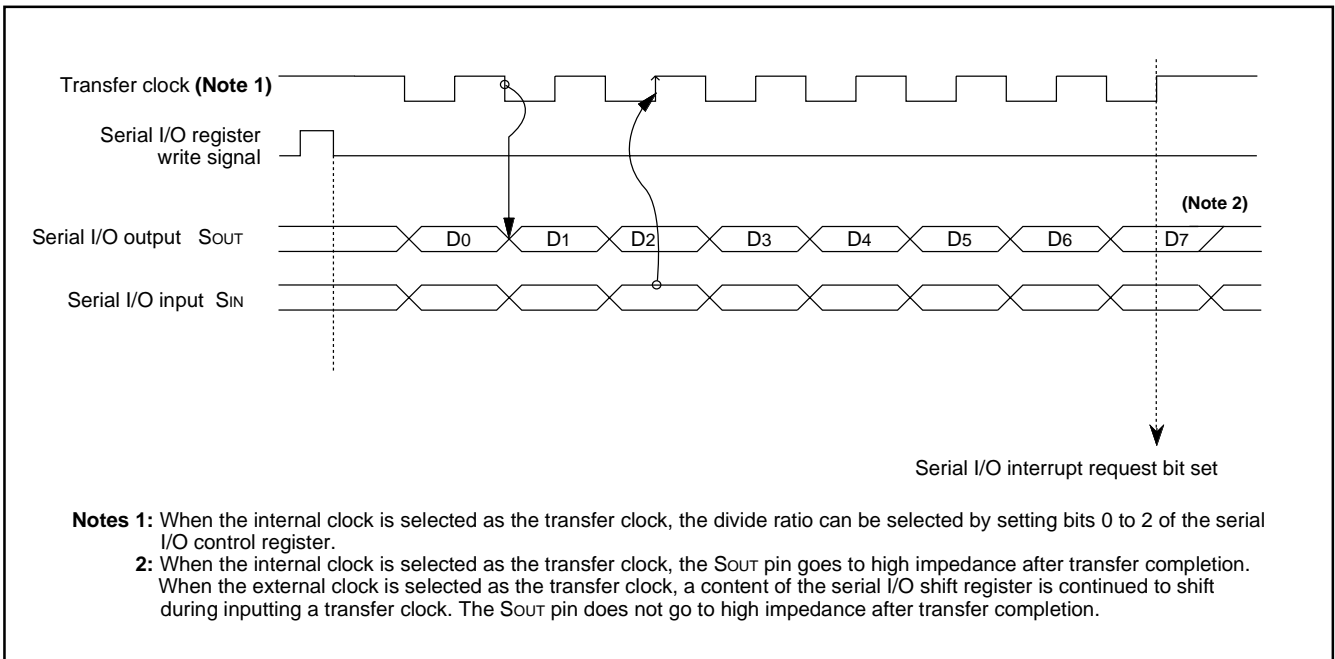 Transfer clock (Note 1)
Serial I/O register
write signal
(Note 2)
Serial I/O output SOUT
D0 D1 D2 D3 D4 D5 D6 D7
Serial I/O input SIN
Serial I/O interrupt request bit set
Notes 1: When the internal clock is selected as the transfer clock, the divide ratio can be selected by setting bits 0 to 2 of the serial
I/O control register.
2: When the internal clock is selected as the transfer clock, the SOUT pin goes to high impedance after transfer completion.
When the external clock is selected as the transfer clock, a content of the serial I/O shift register is continued to shift
during inputting a transfer clock. The SOUT pin does not go to high impedance after transfer completion.